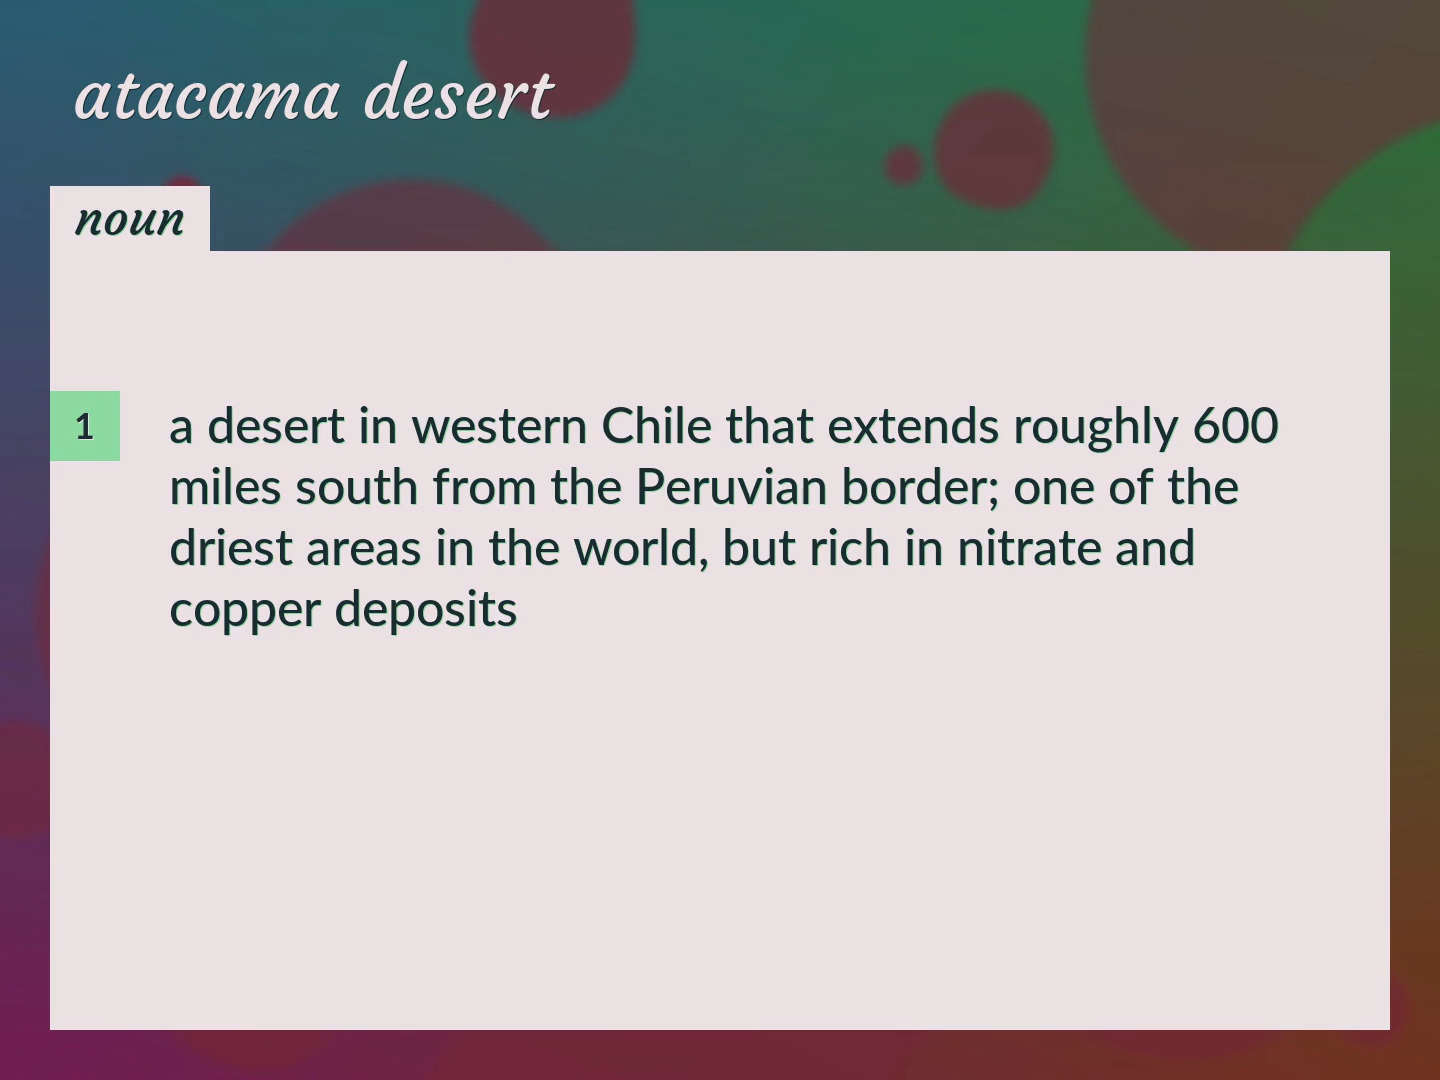 atacama desert
noun
1
a desert in western Chile that extends roughly 600
miles south from the Peruvian border; one of the
driest areas in the world, but rich in nitrate and
copper deposits